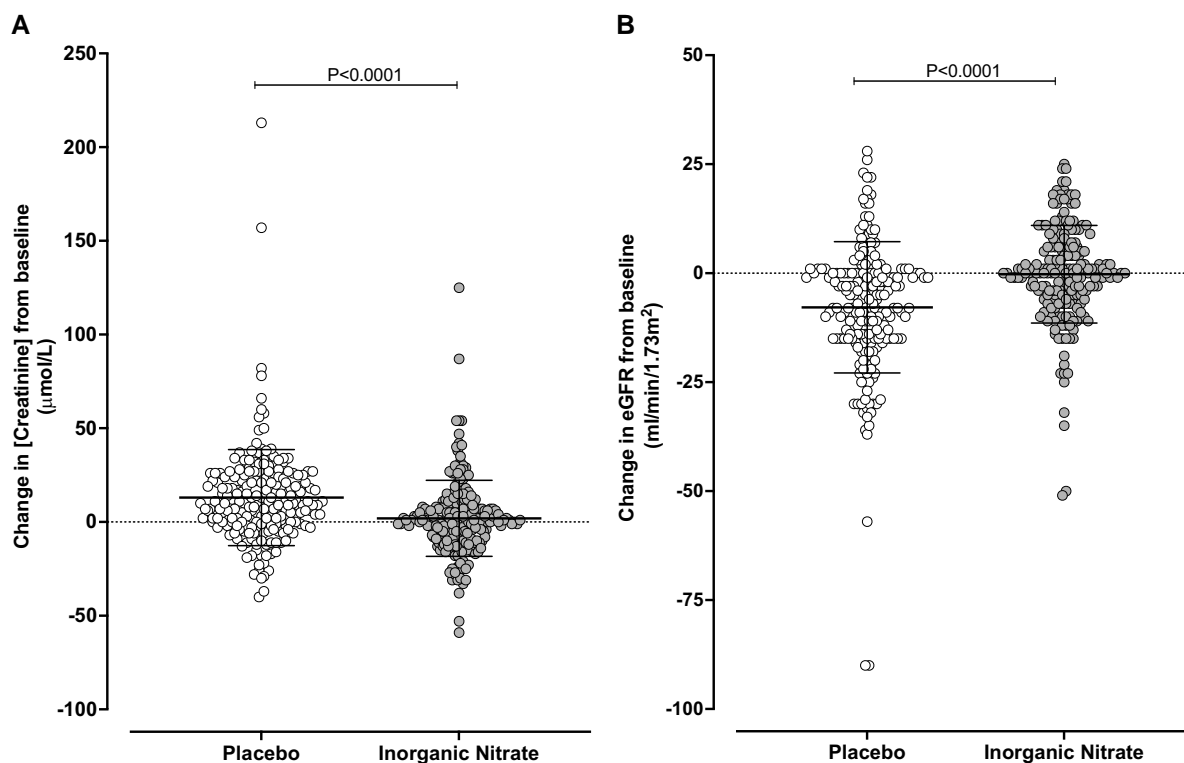 A
Change in [Creatinine] from baseline
(μmol/L)
250
200
150
100
50
0
-50
-100
P<0.0001
Placebo
Inorganic Nitrate
B
Change in eGFR from baseline
(ml/min/1.73m²)
50
25
0
-25
-50
-75
-100
P<0.0001
Placebo
Inorganic Nitrate